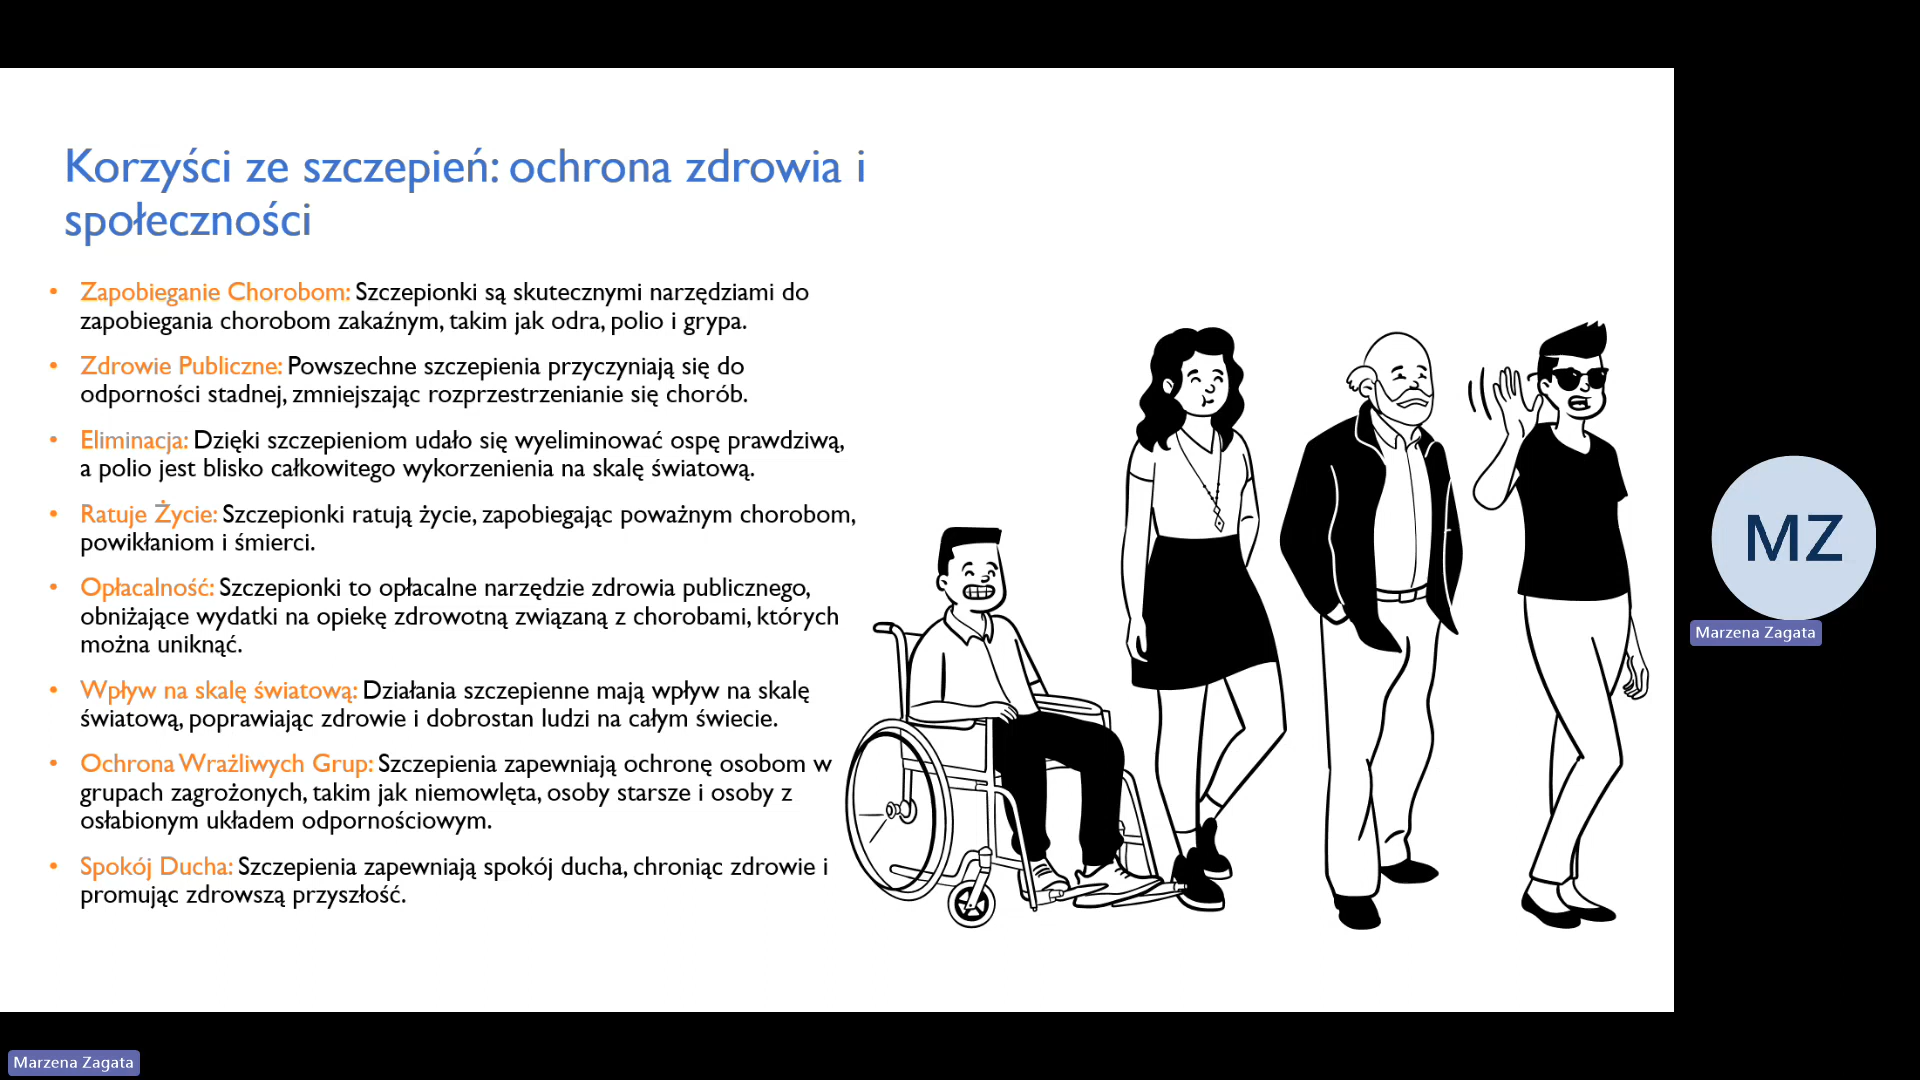 Korzyści ze szczepień: ochrona zdrowia i
społeczności
• Zapobieganie Chorobom: Szczepionki są skutecznymi narzędziami do
zapobiegania chorobom zakaźnym, takim jak odra, polio i grypa.
• Zdrowie Publiczne: Powszechne szczepienia przyczyniają się do
odporności stadnej, zmniejszając rozprzestrzenianie się chorób.
• Eliminacja: Dzięki szczepieniom udało się wyeliminować ospę prawdziwą,
a polio jest blisko całkowitego wykorzenienia na skalę światową.
• Ratuje Życie: Szczepionki ratują życie, zapobiegając poważnym chorobom,
powikłaniom i śmierci.
• Opłacalność: Szczepionki to opłacalne narzędzie zdrowia publicznego,
obniżające wydatki na opiekę zdrowotną związaną z chorobami, których
można uniknąć.
• Wpływ na skalę światową: Działania szczepienne mają wpływ na skalę
światową, poprawiając zdrowie i dobrostan ludzi na całym świecie.
• Ochrona Wrażliwych Grup: Szczepienia zapewniają ochronę osobom w
grupach zagrożonych, takim jak niemowlęta, osoby starsze i osoby z
osłabionym układem odpornościowym.
• Spokój Ducha: Szczepienia zapewniają spokój ducha, chroniąc zdrowie i
promując zdrowszą przyszłość.
MZ
Marzena Zagata
Marzena Zagata